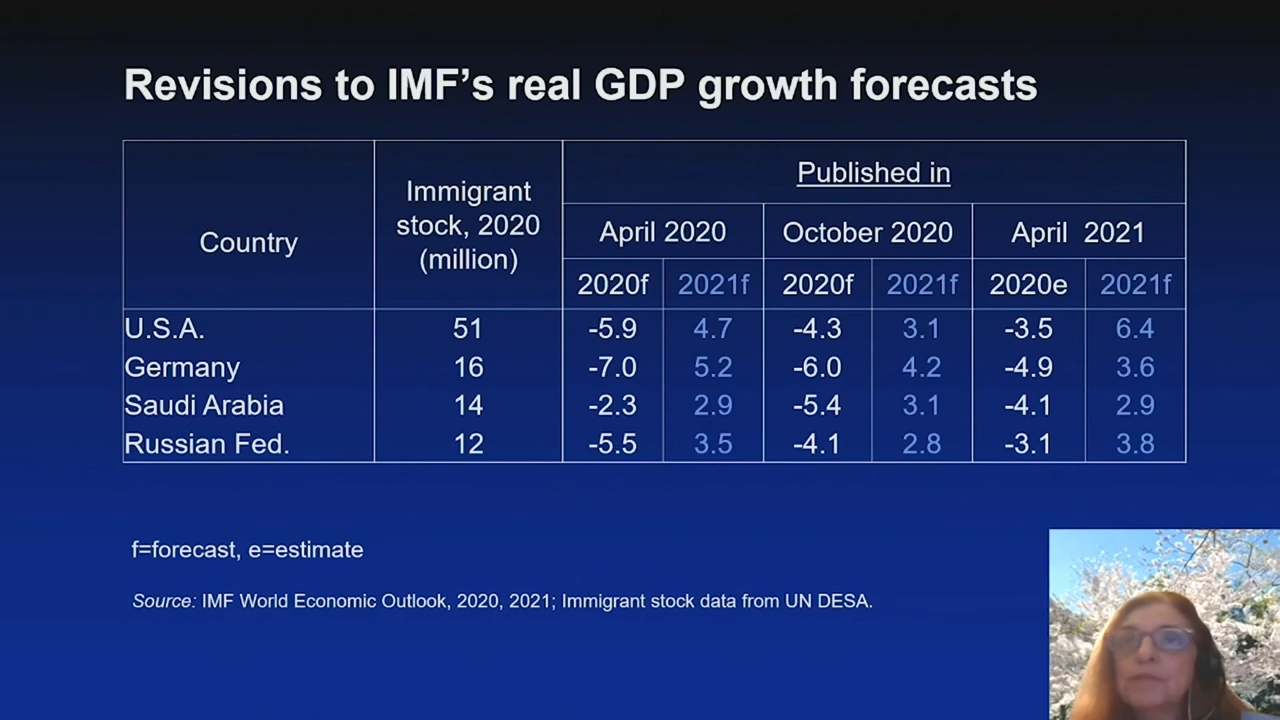 Revisions to IMF's real GDP growth forecasts
Country
Immigrant
stock, 2020
(million)
Published in
April 2020 October 2020 April 2021
2020f 2021f 2020f 2021f 2020e 2021f
U.S.A. 51 -5.9 4.7 -4.3 3.1 -3.5 6.4
Germany 16 -7.0 5.2 -6.0 4.2 -4.9 3.6
Saudi Arabia 14 -2.3 2.9 -5.4 3.1 -4.1 2.9
Russian Fed. 12 -5.5 3.5 -4.1 2.8 -3.1 3.8
f=forecast, e=estimate
Source: IMF World Economic Outlook, 2020, 2021; Immigrant stock data from UN DESA.